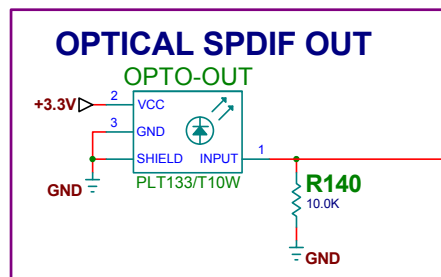 OPTICAL SPDIF OUT
OPTO-OUT
+3.3V
2
VCC
3
GND
SHIELD
INPUT
1
GND
PLT133/T10W
R140
10.0K
GND